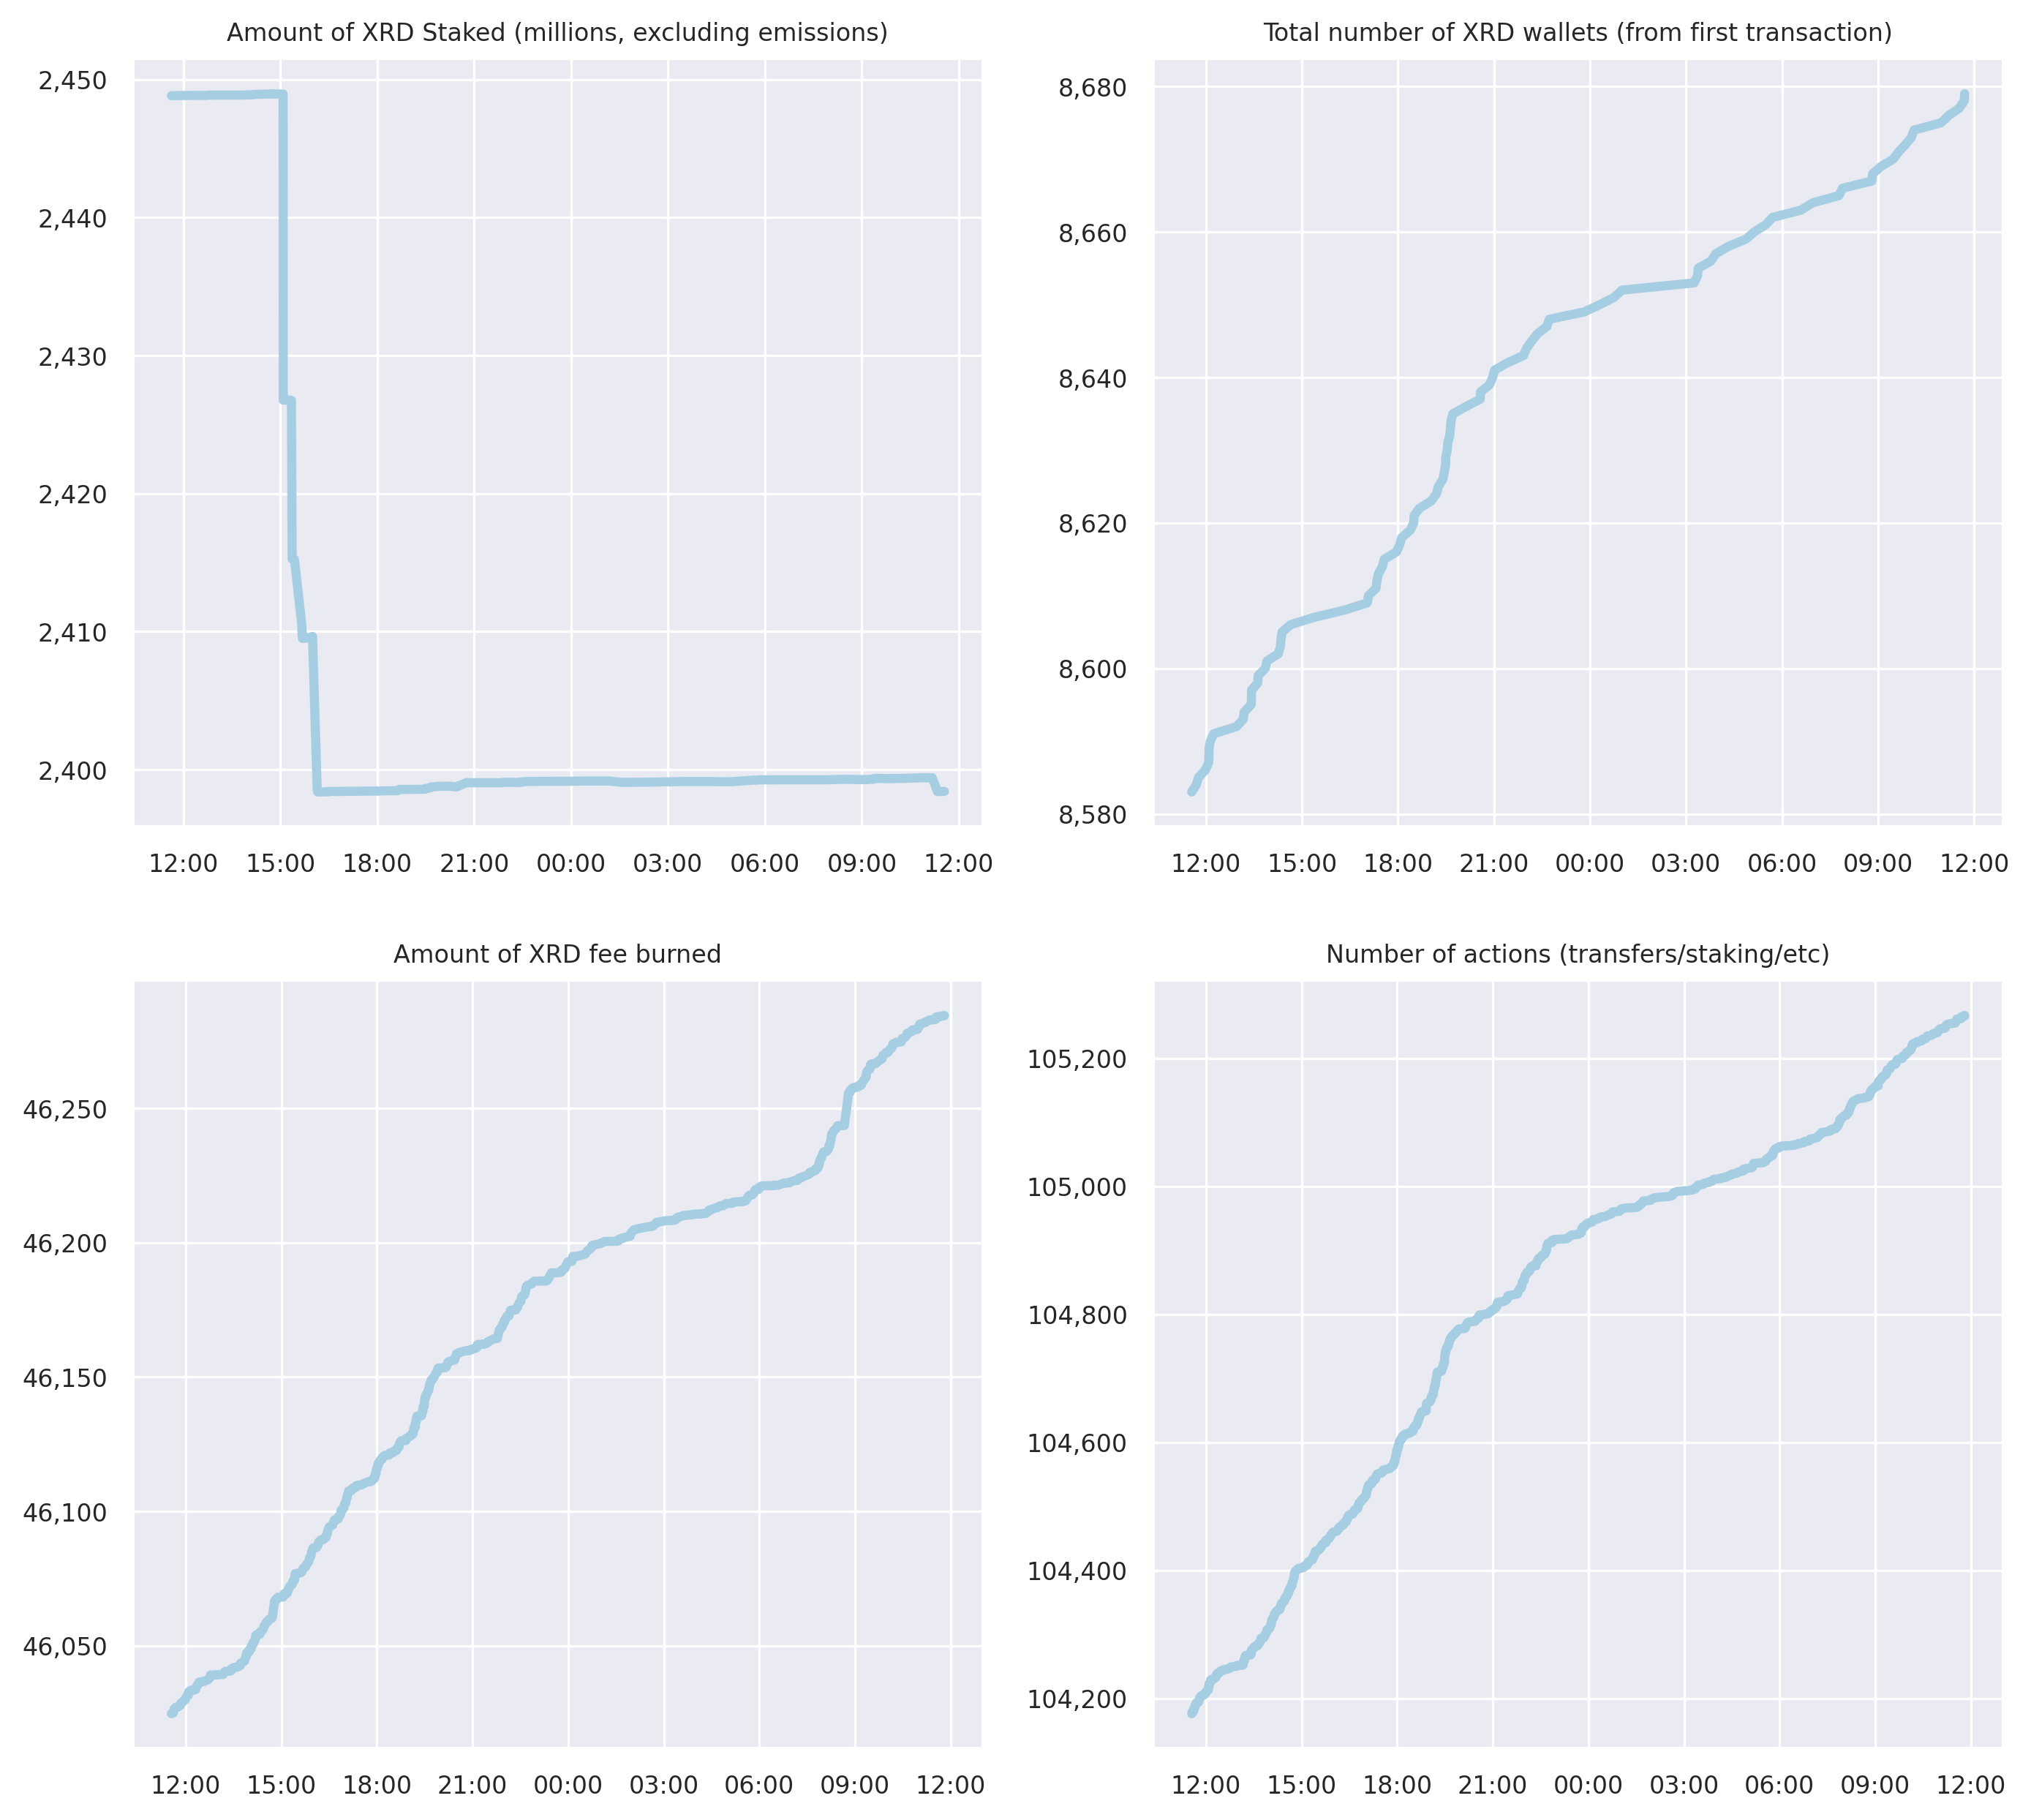 Amount of XRD Staked (millions, excluding emissions)
2,450
2,440
2,430
2,420
2,410
2,400
12:00 15:00 18:00 21:00 00:00 03:00 06:00 09:00 12:00
Total number of XRD wallets (from first transaction)
8,680
8,660
8,640
8,620
8,600
8,580
12:00 15:00 18:00 21:00 00:00 03:00 06:00 09:00 12:00
Amount of XRD fee burned
46,250
46,200
46,150
46,100
46,050
12:00 15:00 18:00 21:00 00:00 03:00 06:00 09:00 12:00
Number of actions (transfers/staking/etc)
105,200
105,000
104,800
104,600
104,400
104,200
12:00 15:00 18:00 21:00 00:00 03:00 06:00 09:00 12:00